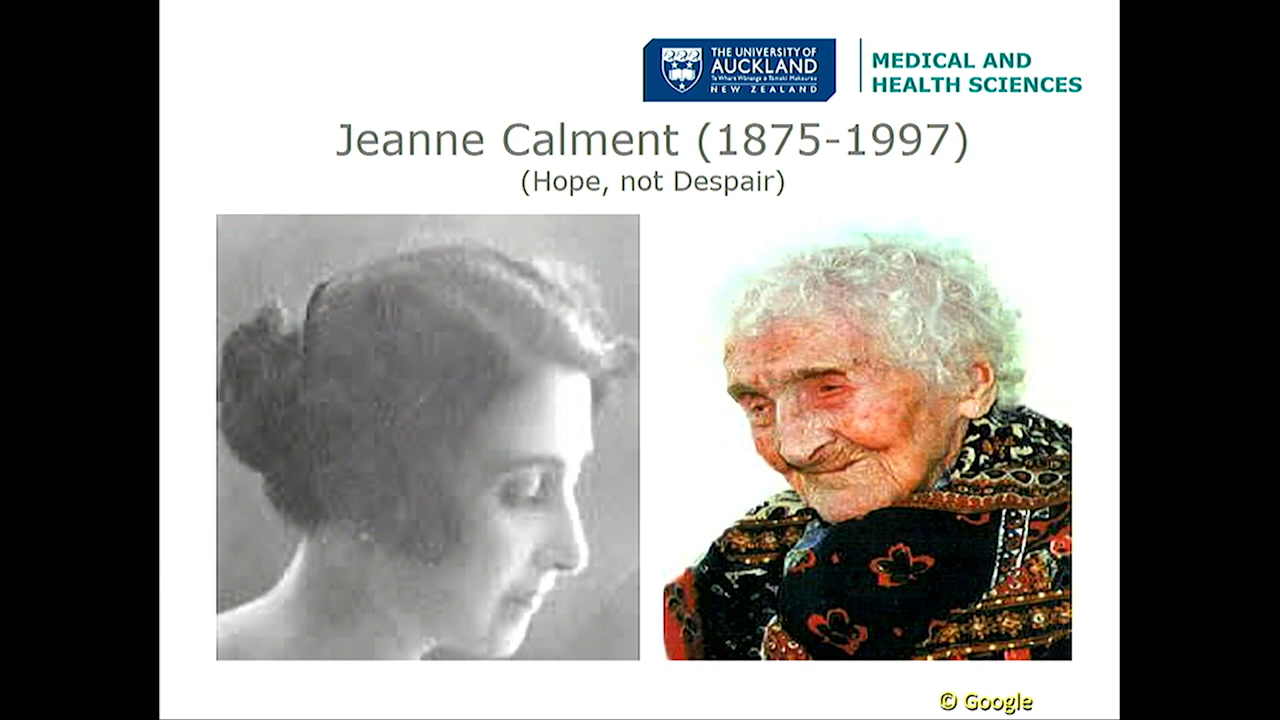 THE UNIVERSITY OF
AUCKLAND
Te Whare Wānanga o Tāmaki Makaurau
NEW ZEALAND
MEDICAL AND
HEALTH SCIENCES
Jeanne Calment (1875-1997)
(Hope, not Despair)
© Google